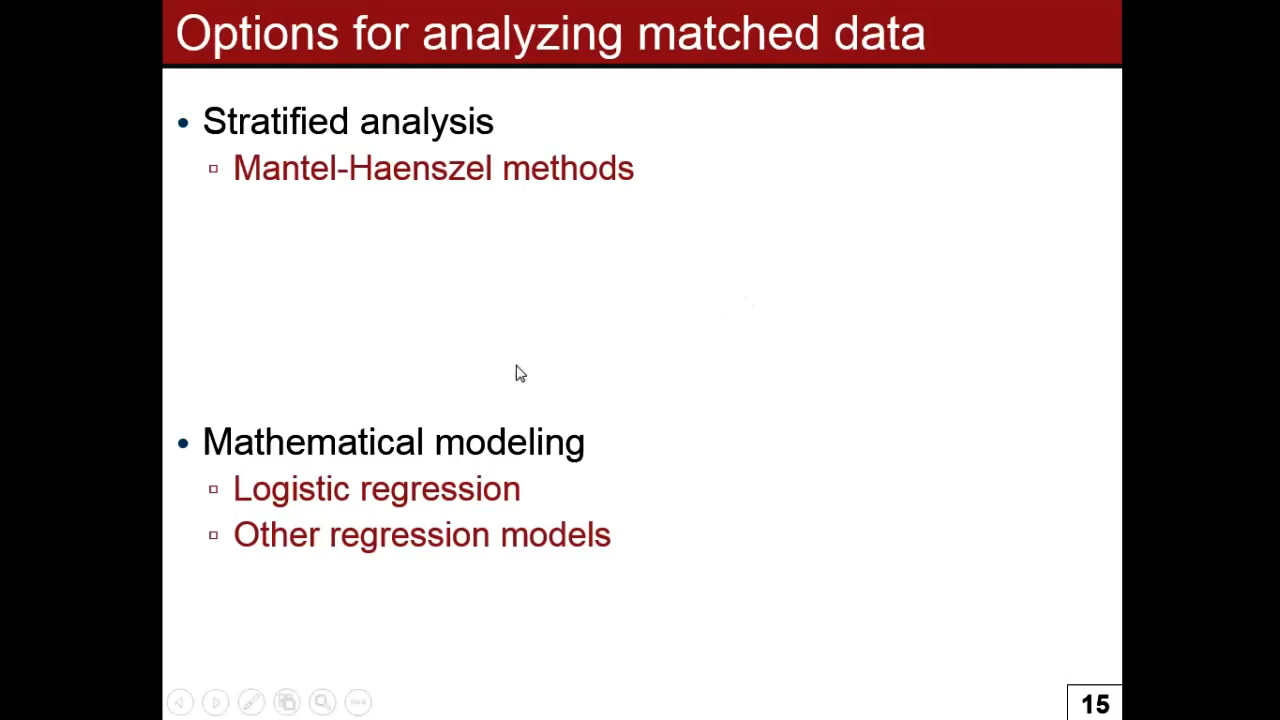 Options for analyzing matched data
• Stratified analysis
▫ Mantel-Haenszel methods
• Mathematical modeling
▫ Logistic regression
▫ Other regression models
15